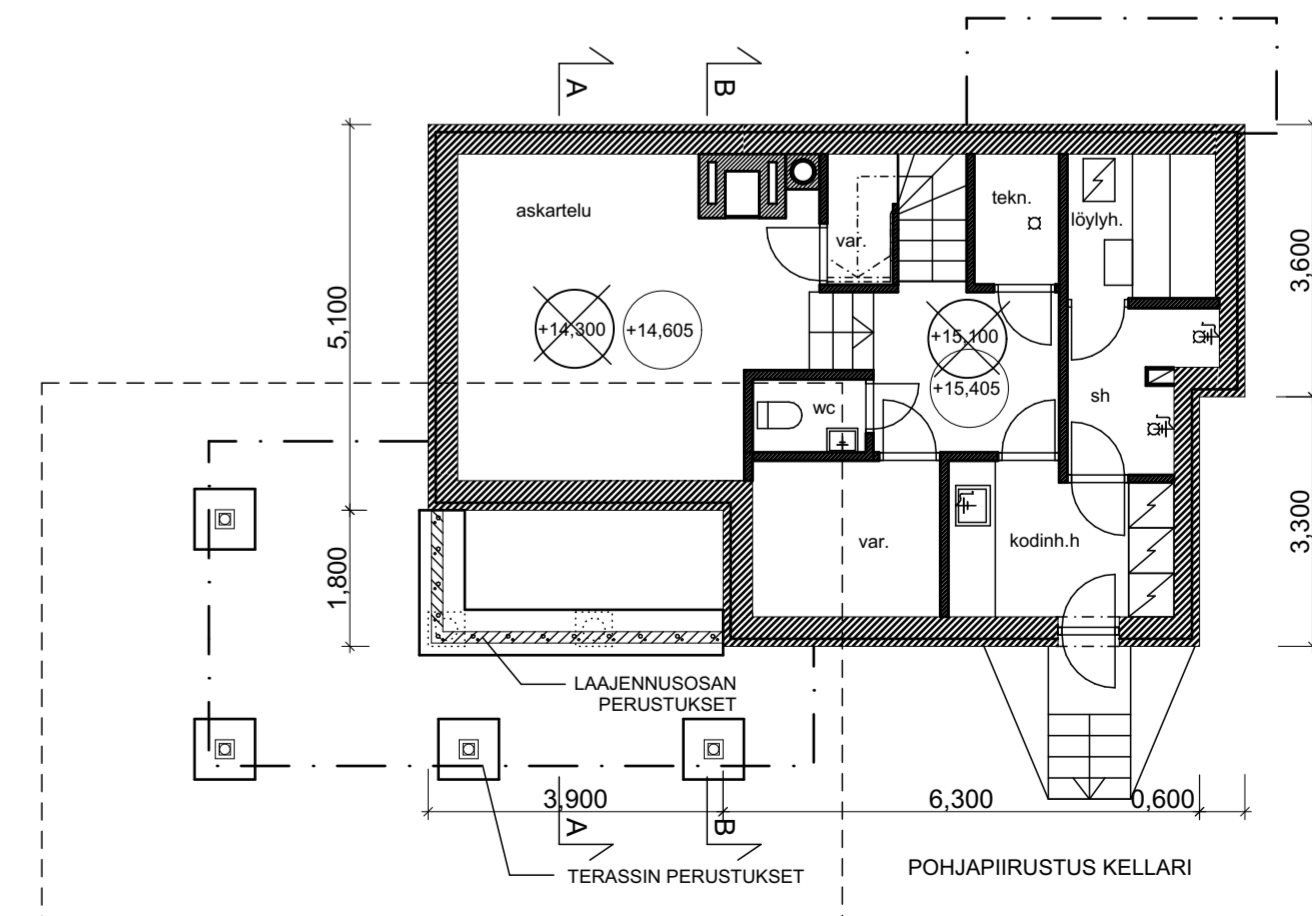 A
B
askartelu
tekn.
löylyh.
var.
3,600
5,100
+14,300
+14,605
+15,100
+15,405
sh
wc
var.
kodinh.h
3,300
1,800
LAAJENNUSOSAN
PERUSTUKSET
3,900
6,300
0,600
A
B
TERASSIN PERUSTUKSET
POHJAPIIRUSTUS KELLARI